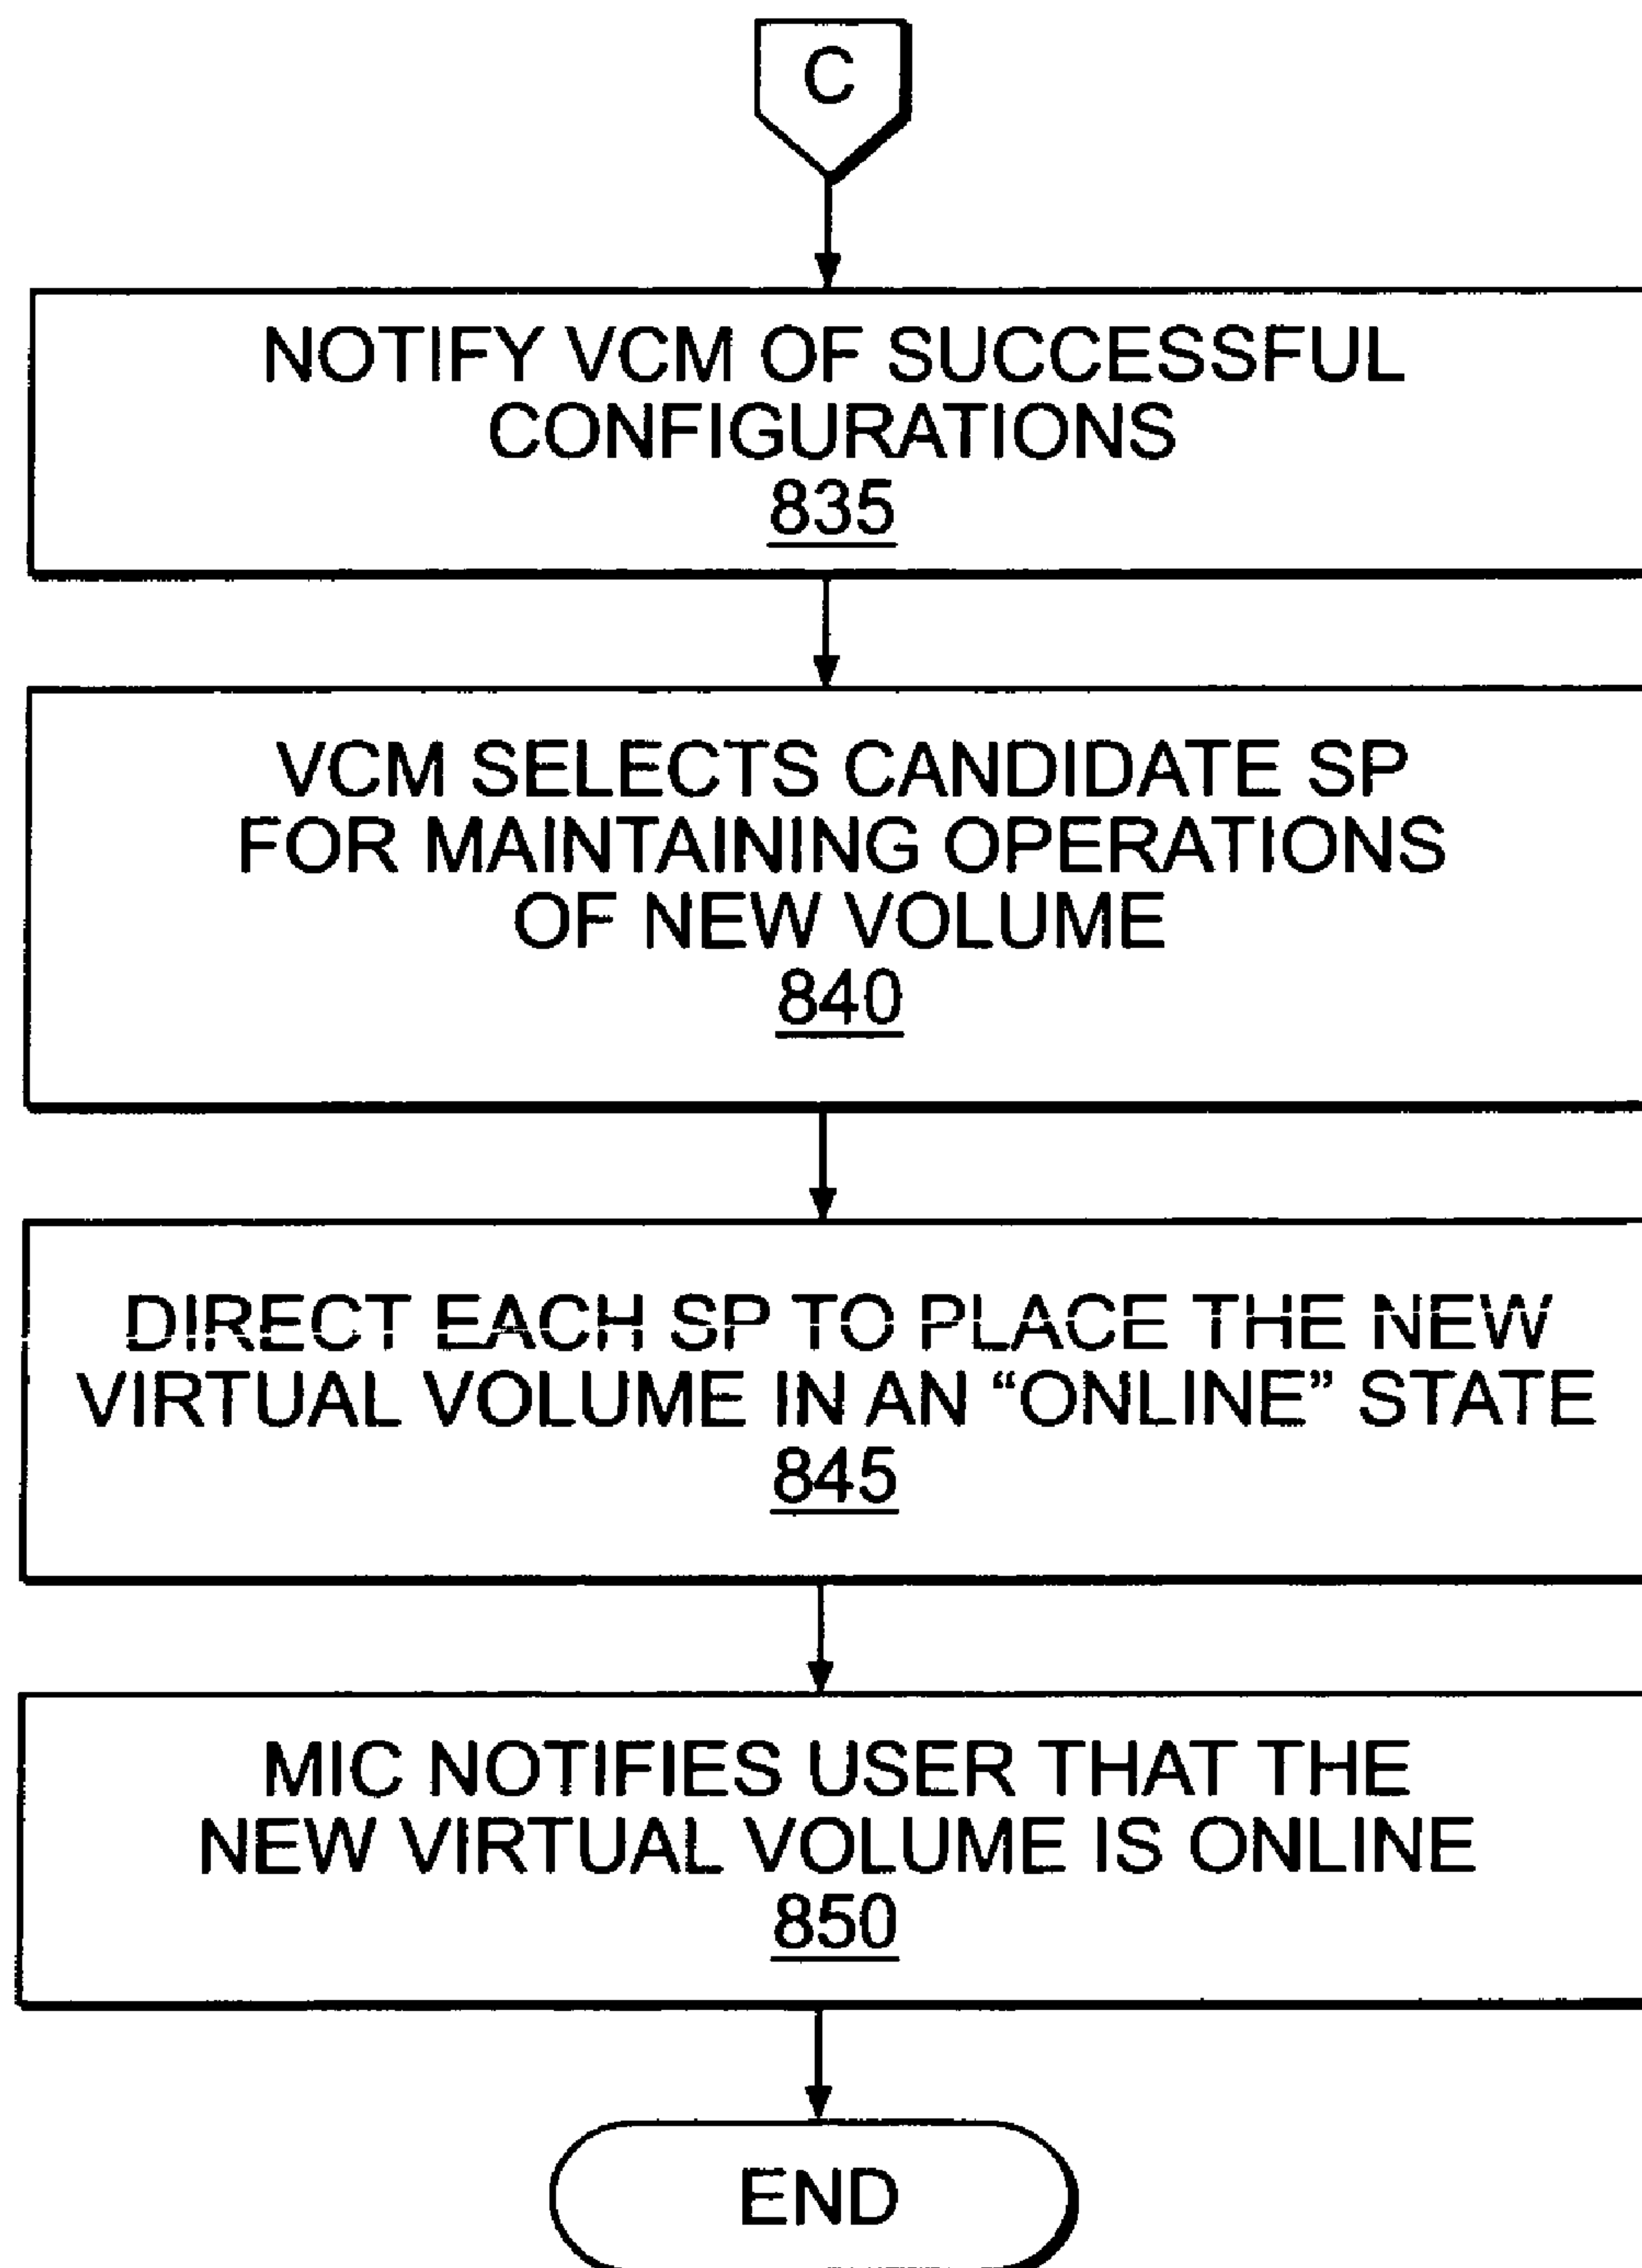 C
NOTIFY VCM OF SUCCESSFUL
CONFIGURATIONS
835
VCM SELECTS CANDIDATE SP
FOR MAINTAINING OPERATIONS
OF NEW VOLUME
840
DIRECT EACH SP TO PLACE THE NEW
VIRTUAL VOLUME IN AN “ONLINE” STATE
845
MIC NOTIFIES USER THAT THE
NEW VIRTUAL VOLUME IS ONLINE
850
END